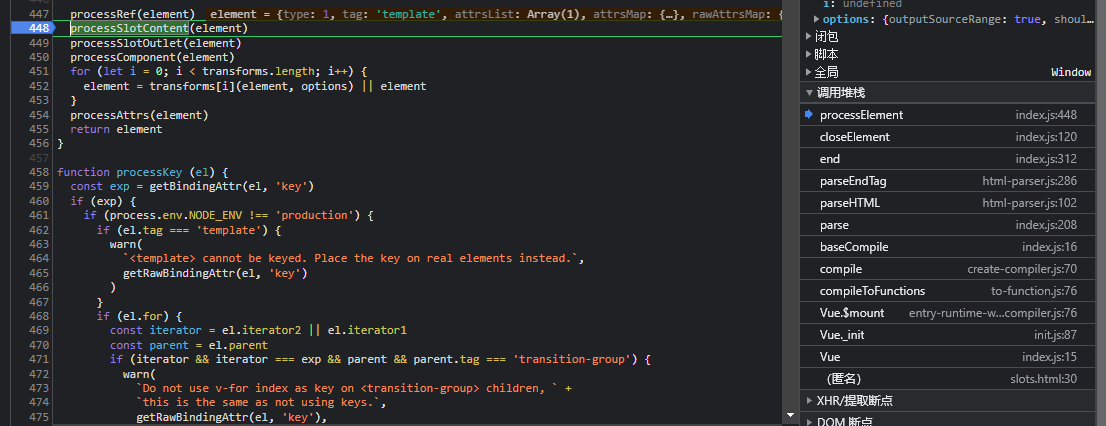 447 processRef(element) element = {type: 1, tag: 'template', attrsList: Array(1), attrsMap: {…}, rawAttrsMap: {
448 processSlotContent(element)
449 processSlotOutlet(element)
450 processComponent(element)
451 for (let i = 0; i < transforms.length; i++) {
452 element = transforms[i](element, options) || element
453 }
454 processAttrs(element)
455 return element
456 }
457
458 function processKey (el) {
459 const exp = getBindingAttr(el, 'key')
460 if (exp) {
461 if (process.env.NODE_ENV !== 'production') {
462 if (el.tag === 'template') {
463 warn(
464 `<template> cannot be keyed. Place the key on real elements instead.`,
465 getRawBindingAttr(el, 'key')
466 )
467 }
468 if (el.for) {
469 const iterator = el.iterator2 || el.iterator1
470 const parent = el.parent
471 if (iterator && iterator === exp && parent && parent.tag === 'transition-group') {
472 warn(
473 `Do not use v-for index as key on <transition-group> children, ` +
474 `this is the same as not using keys.`,
475 getRawBindingAttr(el, 'key'),
i: undefined
options: {outputSourceRange: true, shoul…
闭包
脚本
全局 Window
调用堆栈
processElement index.js:448
closeElement index.js:120
end index.js:312
parseEndTag html-parser.js:286
parseHTML html-parser.js:102
parse index.js:208
baseCompile index.js:16
compile create-compiler.js:70
compileToFunctions to-function.js:76
Vue.$mount entry-runtime-w…compiler.js:76
Vue._init init.js:87
Vue index.js:15
(匿名) slots.html:30
XHR/提取断点
DOM 断点